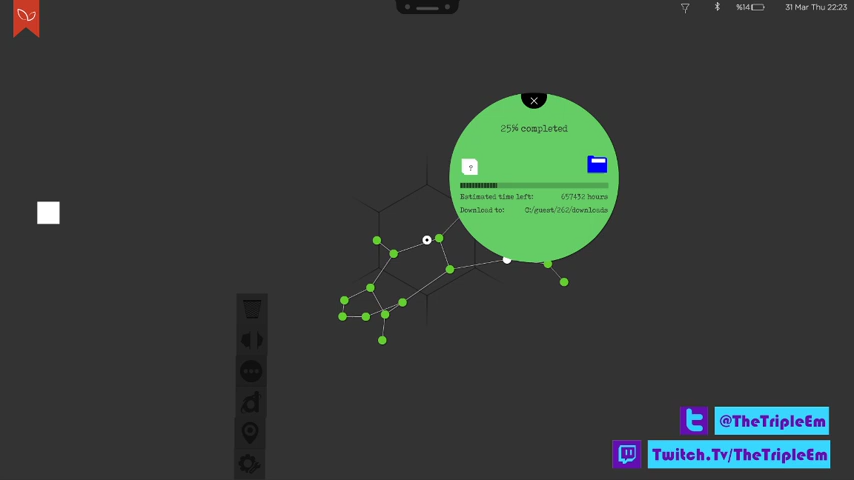 %14
31 Mar Thu 22:23
25% completed
?
Estimated time left: 657432 hours
Download to: C:/guest/262/downloads
@TheTripleEm
Twitch.Tv/TheTripleEm